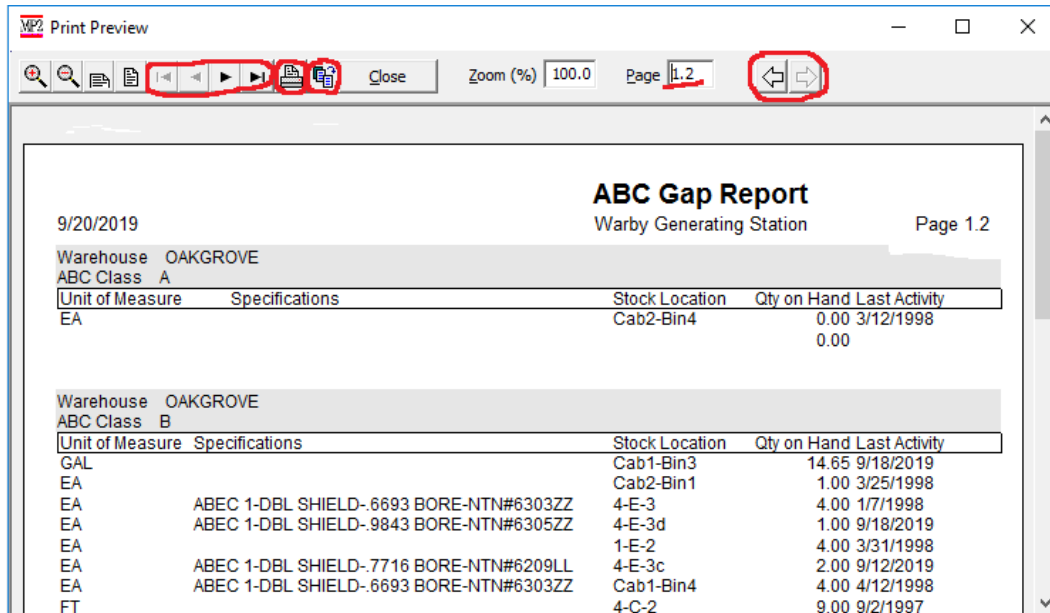 MP2 Print Preview
Close Zoom (%) 100.0 Page 1.2
ABC Gap Report
9/20/2019 Warby Generating Station Page 1.2
Warehouse OAKGROVE
ABC Class A
Unit of Measure Specifications Stock Location Qty on Hand Last Activity
EA Cab2-Bin4 0.00 3/12/1998
0.00
Warehouse OAKGROVE
ABC Class B
Unit of Measure Specifications Stock Location Qty on Hand Last Activity
GAL Cab1-Bin3 14.65 9/18/2019
EA Cab2-Bin1 1.00 3/25/1998
EA ABEC 1-DBL SHIELD-.6693 BORE-NTN#6303ZZ 4-E-3 4.00 1/7/1998
EA ABEC 1-DBL SHIELD-.9843 BORE-NTN#6305ZZ 4-E-3d 1.00 9/18/2019
EA 1-E-2 4.00 3/31/1998
EA ABEC 1-DBL SHIELD-.7716 BORE-NTN#6209LL 4-E-3c 2.00 9/12/2019
EA ABEC 1-DBL SHIELD-.6693 BORE-NTN#6303ZZ Cab1-Bin4 4.00 4/12/1998
FT 4-C-2 9.00 9/2/1997